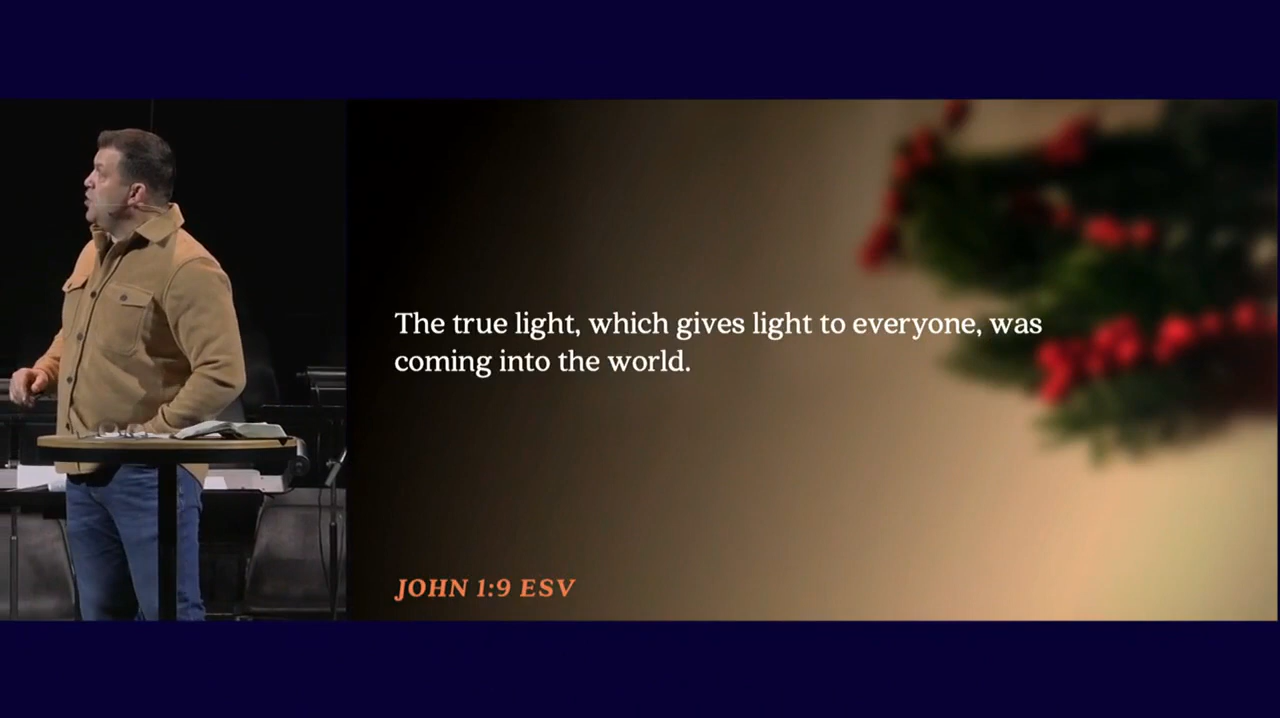 The true light, which gives light to everyone, was
coming into the world.
JOHN 1:9 ESV